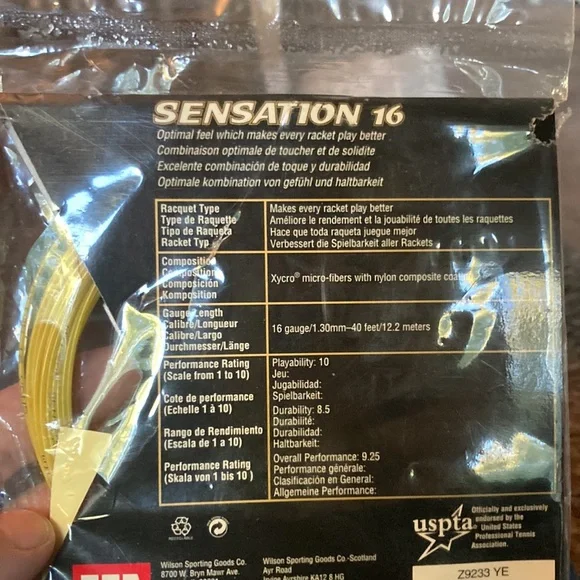 SENSATION 16
Optimal feel which makes every racket play better
Combinaison optimale de toucher et de solidite
Excelente combinación de toque y durabilidad
Optimale kombination von gefühl und haltbarkeit
Racquet Type
Type de Raquette
Tipo de Raqueta
Racket Typ
Makes every racket play better
Améliore le rendement et la jouabilité de toutes les raquettes
Hace que toda raqueta juegue mejor
Verbessert die Spielbarkeit aller Rackets
Composition
Composition
Composición
Komposition
Xycro® micro-fibers with nylon composite
Gauge/Length
Calibre/Longueur
Calibre/Largo
Durchmesser/Länge
16 gauge/1.30mm–40 feet/12.2 meters
Performance Rating
(Scale from 1 to 10)
Cote de performance
(Echelle 1 à 10)
Rango de Rendimiento
(Escala de 1 a 10)
Performance Rating
(Skala von 1 bis 10 )
Playability: 10
Jeu:
Jugabilidad:
Spielbarkeit:
Durability: 8.5
Durabilité:
Durabilidad:
Haltbarkeit:
Overall Performance: 9.25
Performance générale:
Clasificación en General:
Allgemeine Performance:
uspta
Officially and exclusively
endorsed by the
United States
Professional Tennis
Association.
Wilson Sporting Goods Co.
8700 W. Bryn Mawr Ave.
Wilson Sporting Goods Co.-Scotland
Ayr Road
Irvine Ayrshire KA12 8 HG
Z9233 YE